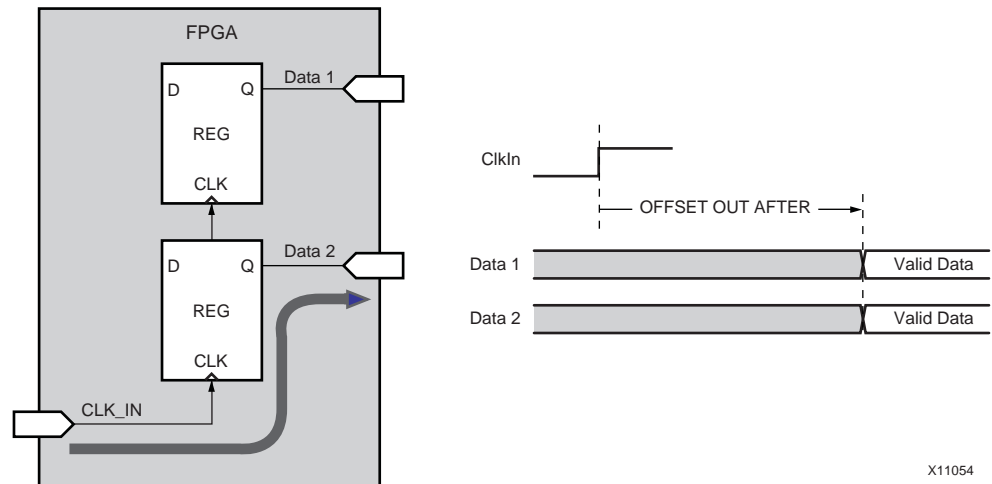 FPGA
D Q
Data 1
REG
CLK
D Q
Data 2
REG
CLK
CLK_IN
ClkIn
OFFSET OUT AFTER
Data 1
Valid Data
Data 2
Valid Data
X11054